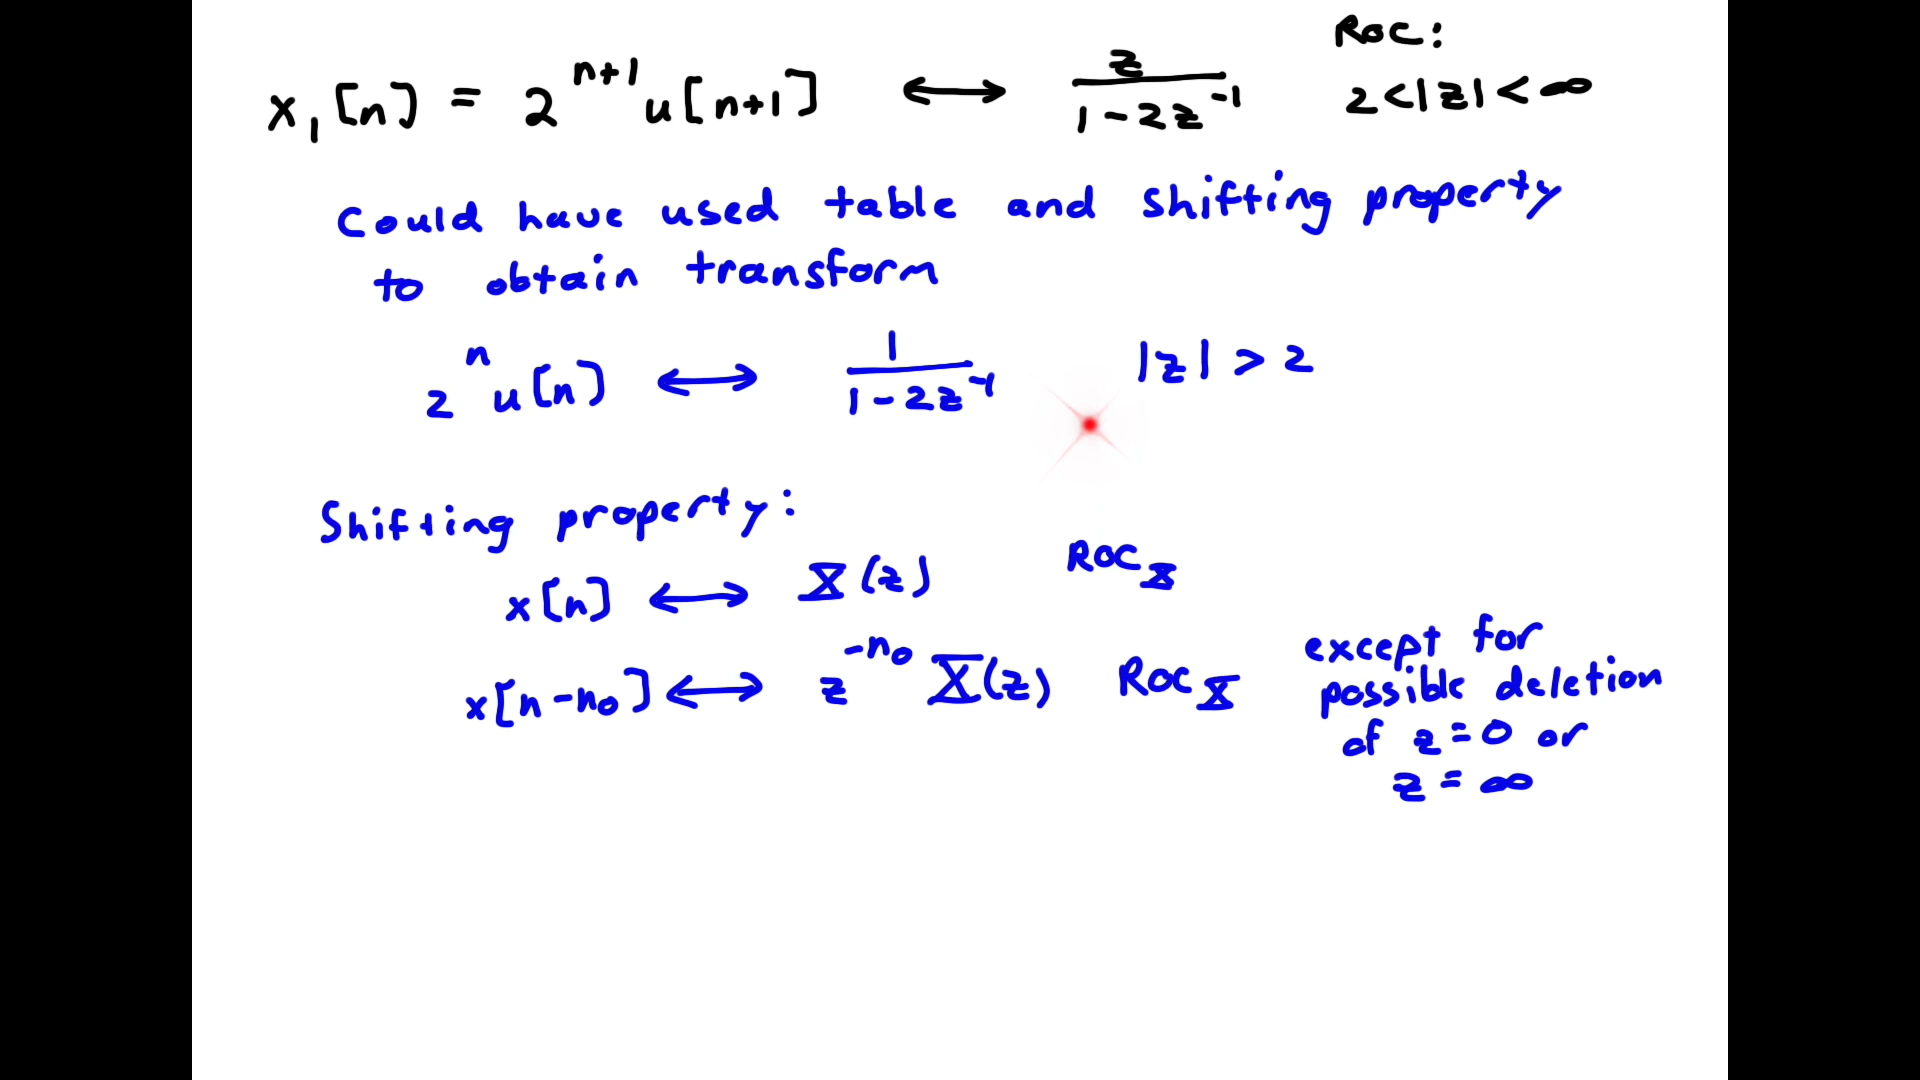 ROC:
x₁[n] = 2ⁿ⁺¹ u[n+1] ↔ z / (1 - 2z⁻¹) 2 < |z| < ∞
Could have used table and shifting property
to obtain transform
2ⁿ u[n] ↔ 1 / (1 - 2z⁻¹) |z| > 2
Shifting property:
x[n] ↔ X(z) ROC_X
x[n - n₀] ↔ z^(-n₀) X(z) ROC_X except for
possible deletion
of z = 0 or
z = ∞